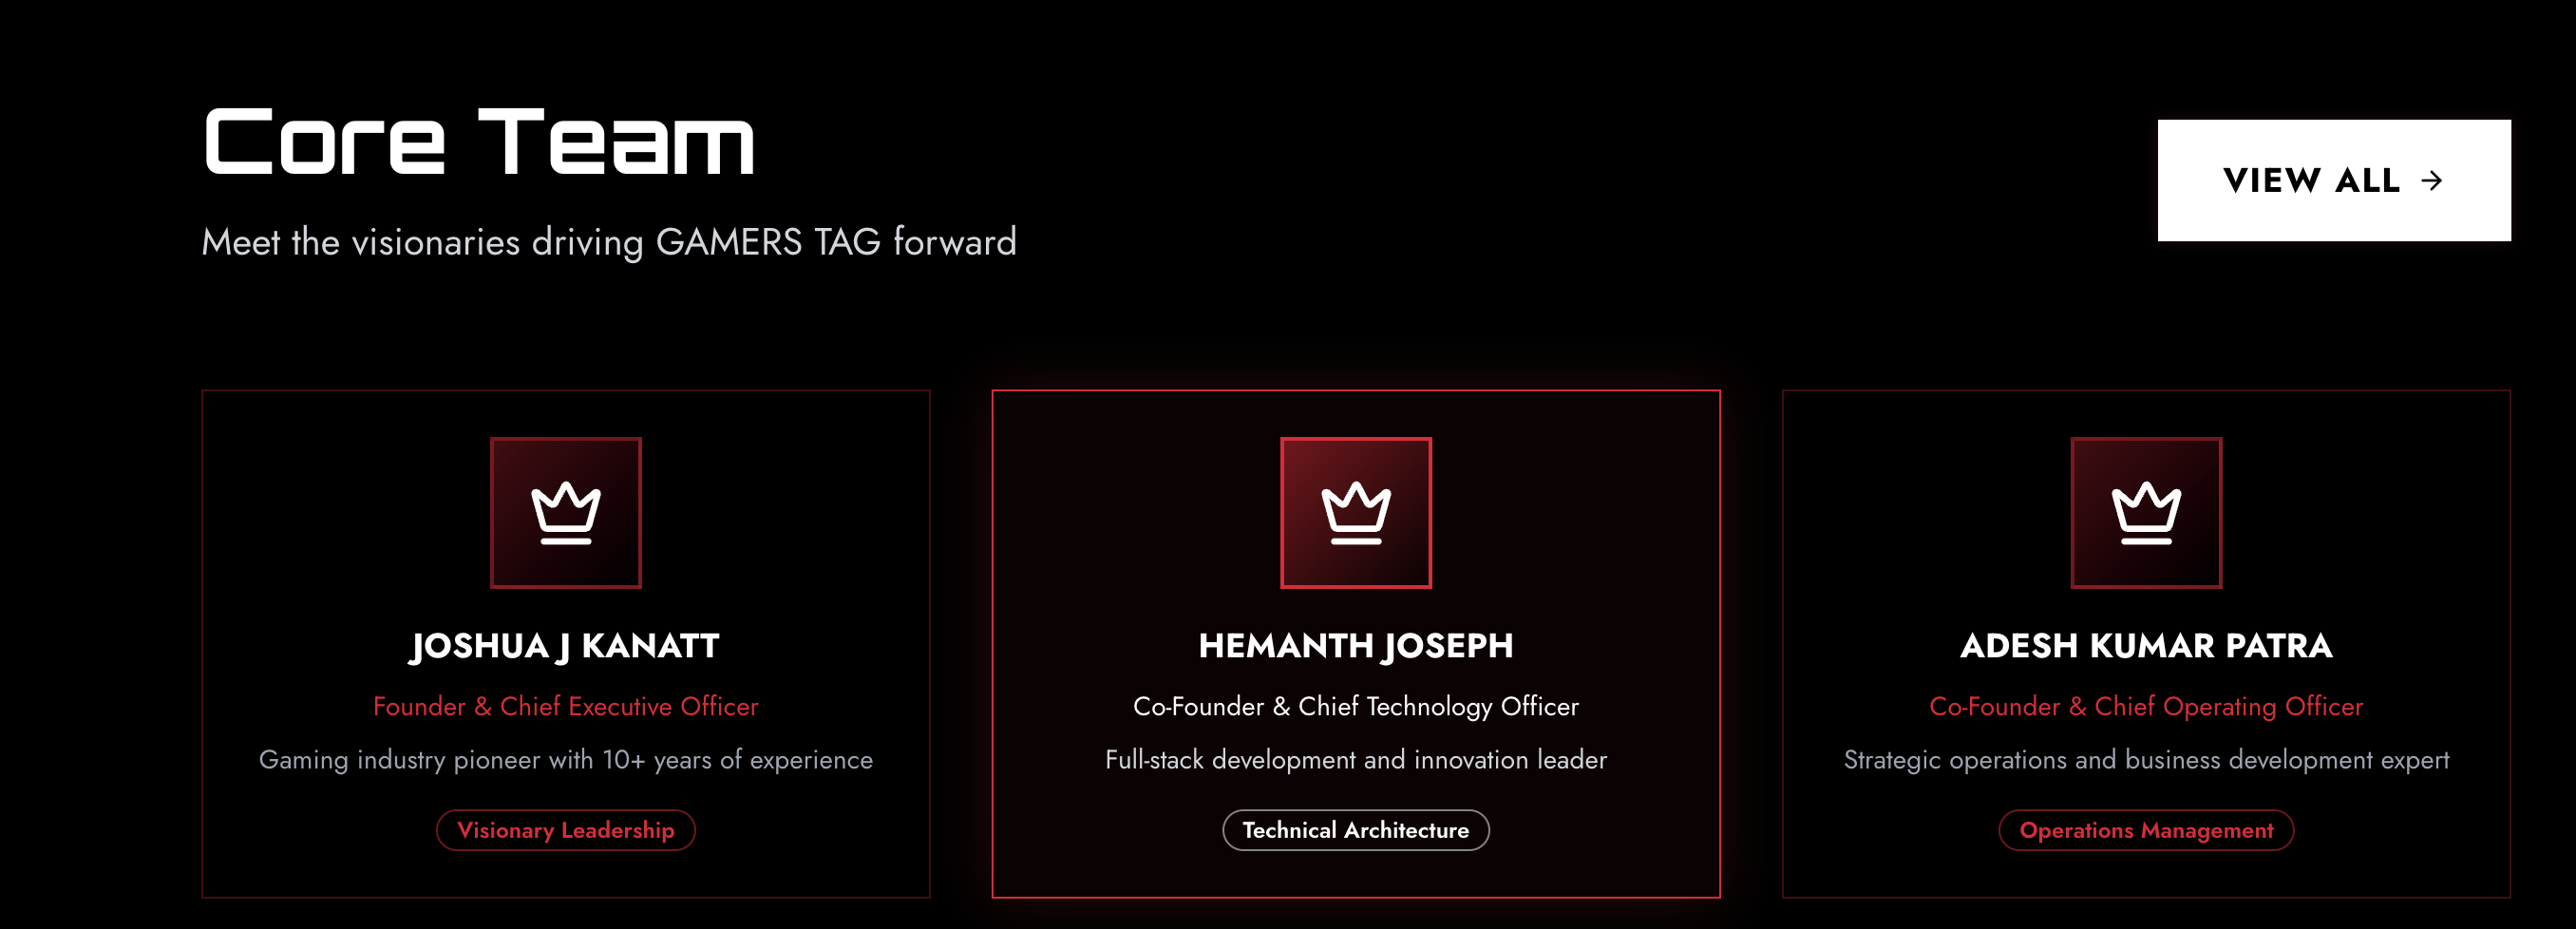 Core Team
Meet the visionaries driving GAMERS TAG forward
VIEW ALL →
JOSHUA J KANATT
Founder & Chief Executive Officer
Gaming industry pioneer with 10+ years of experience
Visionary Leadership
HEMANTH JOSEPH
Co-Founder & Chief Technology Officer
Full-stack development and innovation leader
Technical Architecture
ADESH KUMAR PATRA
Co-Founder & Chief Operating Officer
Strategic operations and business development expert
Operations Management